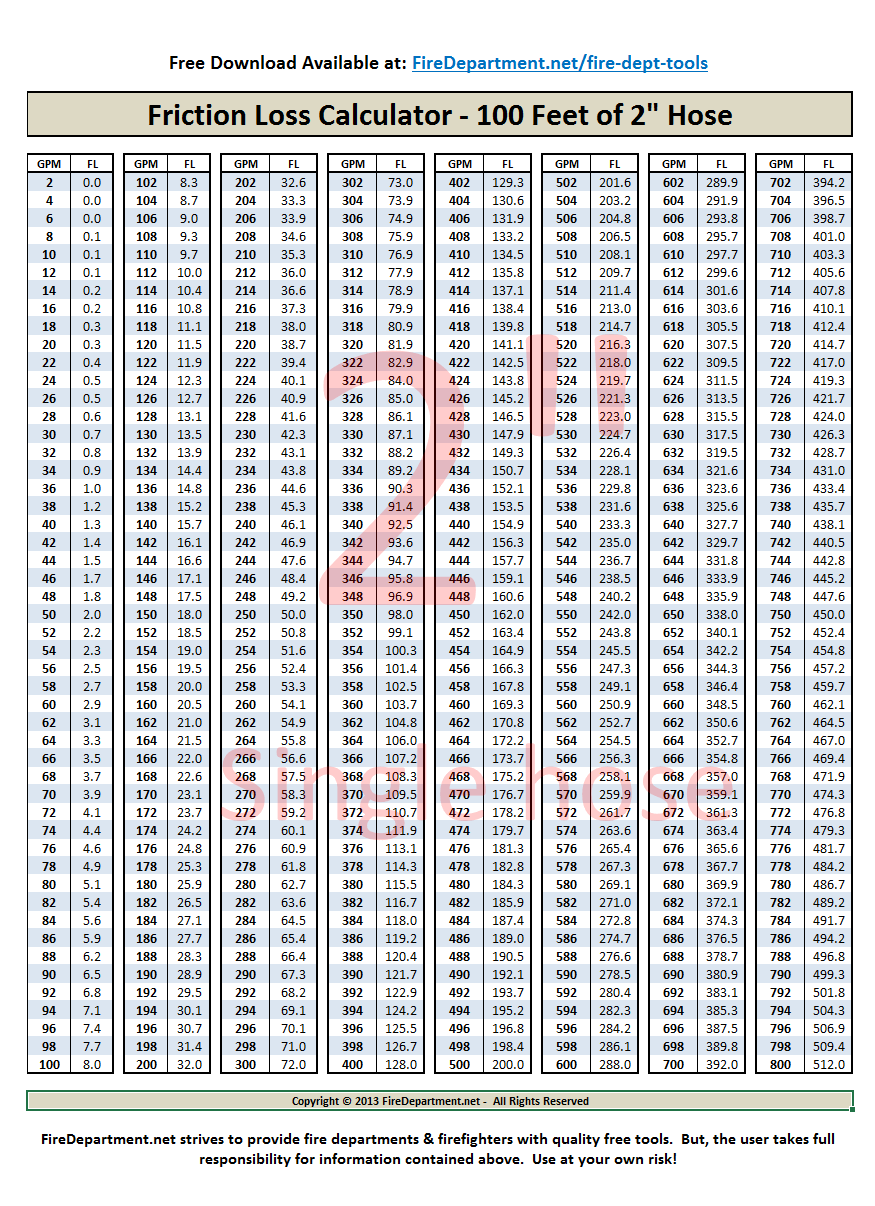 Free Download Available at: FireDepartment.net/fire-dept-tools
Friction Loss Calculator - 100 Feet of 2" Hose
GPM FL GPM FL GPM FL GPM FL GPM FL GPM FL GPM FL GPM FL
2 0.0 102 8.3 202 32.6 302 73.0 402 129.3 502 201.6 602 289.9 702 394.2
4 0.0 104 8.7 204 33.3 304 73.9 404 130.6 504 203.2 604 291.9 704 396.5
6 0.0 106 9.0 206 33.9 306 74.9 406 131.9 506 204.8 606 293.8 706 398.7
8 0.1 108 9.3 208 34.6 308 75.9 408 133.2 508 206.5 608 295.7 708 401.0
10 0.1 110 9.7 210 35.3 310 76.9 410 134.5 510 208.1 610 297.7 710 403.3
12 0.1 112 10.0 212 36.0 312 77.9 412 135.8 512 209.7 612 299.6 712 405.6
14 0.2 114 10.4 214 36.6 314 78.9 414 137.1 514 211.4 614 301.6 714 407.8
16 0.2 116 10.8 216 37.3 316 79.9 416 138.4 516 213.0 616 303.6 716 410.1
18 0.3 118 11.1 218 38.0 318 80.9 418 139.8 518 214.7 618 305.5 718 412.4
20 0.3 120 11.5 220 38.7 320 81.9 420 141.1 520 216.3 620 307.5 720 414.7
22 0.4 122 11.9 222 39.4 322 82.9 422 142.5 522 218.0 622 309.5 722 417.0
24 0.5 124 12.3 224 40.1 324 84.0 424 143.8 524 219.7 624 311.5 724 419.3
26 0.5 126 12.7 226 40.9 326 85.0 426 145.2 526 221.3 626 313.5 726 421.7
28 0.6 128 13.1 228 41.6 328 86.1 428 146.5 528 223.0 628 315.5 728 424.0
30 0.7 130 13.5 230 42.3 330 87.1 430 147.9 530 224.7 630 317.5 730 426.3
32 0.8 132 13.9 232 43.1 332 88.2 432 149.3 532 226.4 632 319.5 732 428.7
34 0.9 134 14.4 234 43.8 334 89.2 434 150.7 534 228.1 634 321.6 734 431.0
36 1.0 136 14.8 236 44.6 336 90.3 436 152.1 536 229.8 636 323.6 736 433.4
38 1.2 138 15.2 238 45.3 338 91.4 438 153.5 538 231.6 638 325.6 738 435.7
40 1.3 140 15.7 240 46.1 340 92.5 440 154.9 540 233.3 640 327.7 740 438.1
42 1.4 142 16.1 242 46.9 342 93.6 442 156.3 542 235.0 642 329.7 742 440.5
44 1.5 144 16.6 244 47.6 344 94.7 444 157.7 544 236.7 644 331.8 744 442.8
46 1.7 146 17.1 246 48.4 346 95.8 446 159.1 546 238.5 646 333.9 746 445.2
48 1.8 148 17.5 248 49.2 348 96.9 448 160.6 548 240.2 648 335.9 748 447.6
50 2.0 150 18.0 250 50.0 350 98.0 450 162.0 550 242.0 650 338.0 750 450.0
52 2.2 152 18.5 252 50.8 352 99.1 452 163.4 552 243.8 652 340.1 752 452.4
54 2.3 154 19.0 254 51.6 354 100.3 454 164.9 554 245.5 654 342.2 754 454.8
56 2.5 156 19.5 256 52.4 356 101.4 456 166.3 556 247.3 656 344.3 756 457.2
58 2.7 158 20.0 258 53.3 358 102.5 458 167.8 558 249.1 658 346.4 758 459.7
60 2.9 160 20.5 260 54.1 360 103.7 460 169.3 560 250.9 660 348.5 760 462.1
62 3.1 162 21.0 262 54.9 362 104.8 462 170.8 562 252.7 662 350.6 762 464.5
64 3.3 164 21.5 264 55.8 364 106.0 464 172.2 564 254.5 664 352.7 764 467.0
66 3.5 166 22.0 266 56.6 366 107.2 466 173.7 566 256.3 666 354.8 766 469.4
68 3.7 168 22.6 268 57.5 368 108.3 468 175.2 568 258.1 668 357.0 768 471.9
70 3.9 170 23.1 270 58.3 370 109.5 470 176.7 570 259.9 670 359.1 770 474.3
72 4.1 172 23.7 272 59.2 372 110.7 472 178.2 572 261.7 672 361.3 772 476.8
74 4.4 174 24.2 274 60.1 374 111.9 474 179.7 574 263.6 674 363.4 774 479.3
76 4.6 176 24.8 276 60.9 376 113.1 476 181.3 576 265.4 676 365.6 776 481.7
78 4.9 178 25.3 278 61.8 378 114.3 478 182.8 578 267.3 678 367.7 778 484.2
80 5.1 180 25.9 280 62.7 380 115.5 480 184.3 580 269.1 680 369.9 780 486.7
82 5.4 182 26.5 282 63.6 382 116.7 482 185.9 582 271.0 682 372.1 782 489.2
84 5.6 184 27.1 284 64.5 384 118.0 484 187.4 584 272.8 684 374.3 784 491.7
86 5.9 186 27.7 286 65.4 386 119.2 486 189.0 586 274.7 686 376.5 786 494.2
88 6.2 188 28.3 288 66.4 388 120.4 488 190.5 588 276.6 688 378.7 788 496.8
90 6.5 190 28.9 290 67.3 390 121.7 490 192.1 590 278.5 690 380.9 790 499.3
92 6.8 192 29.5 292 68.2 392 122.9 492 193.7 592 280.4 692 383.1 792 501.8
94 7.1 194 30.1 294 69.1 394 124.2 494 195.2 594 282.3 694 385.3 794 504.3
96 7.4 196 30.7 296 70.1 396 125.5 496 196.8 596 284.2 696 387.5 796 506.9
98 7.7 198 31.4 298 71.0 398 126.7 498 198.4 598 286.1 698 389.8 798 509.4
100 8.0 200 32.0 300 72.0 400 128.0 500 200.0 600 288.0 700 392.0 800 512.0
2"
Single hose
Copyright © 2013 FireDepartment.net - All Rights Reserved
FireDepartment.net strives to provide fire departments & firefighters with quality free tools. But, the user takes full
responsibility for information contained above. Use at your own risk!